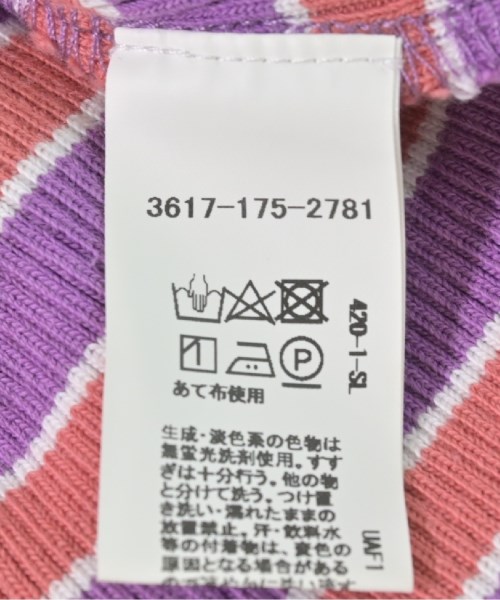 3617-175-2781
420-1-SL
P
あて布使用
生成・淡色系の色物は
無蛍光洗剤使用。すす
ぎは十分行う。他の物
と分けて洗う。つけ置
き洗い・濡れたままの
放置禁止。汗・飲料水
等の付着物は、変色の
原因となる場合がある
UAF1